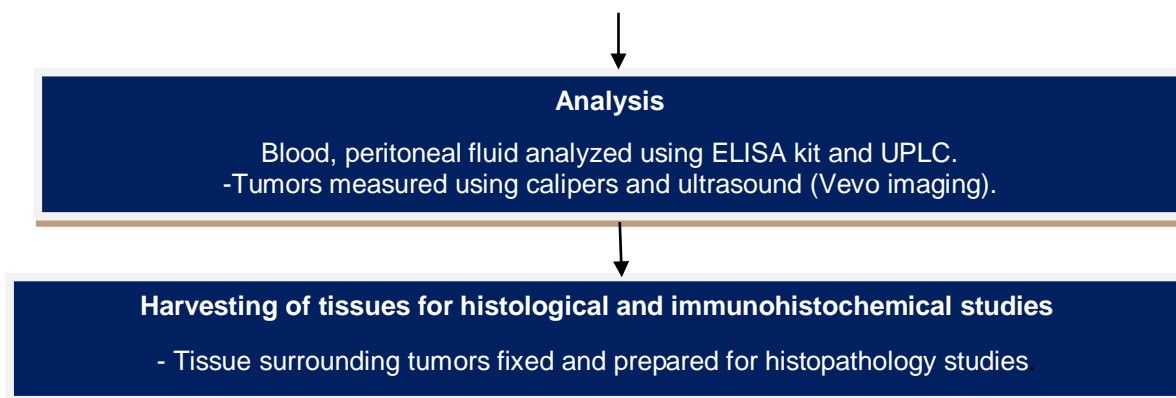 Analysis
Blood, peritoneal fluid analyzed using ELISA kit and UPLC.
-Tumors measured using calipers and ultrasound (Vevo imaging).
Harvesting of tissues for histological and immunohistochemical studies
- Tissue surrounding tumors fixed and prepared for histopathology studies.